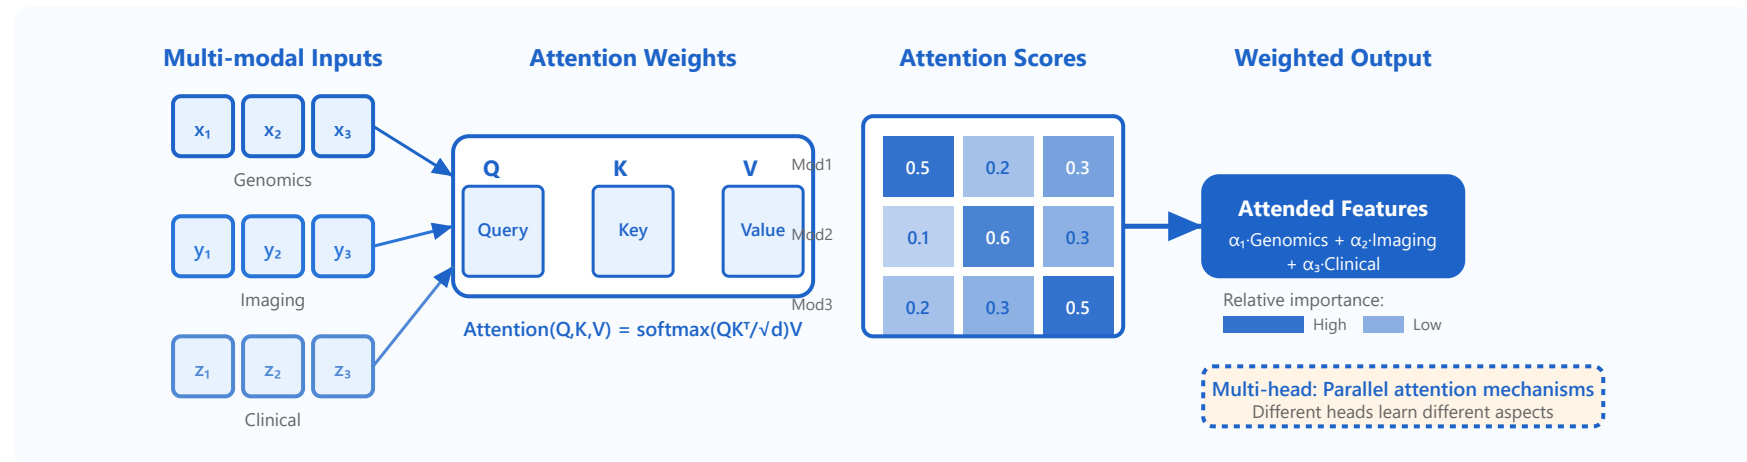 Multi-modal Inputs
x₁ x₂ x₃
Genomics
y₁ y₂ y₃
Imaging
z₁ z₂ z₃
Clinical
Attention Weights
Q K V
Query Key Value
Attention(Q,K,V) = softmax(QKᵀ/√d)V
Attention Scores
Mod1 0.5 0.2 0.3
Mod2 0.1 0.6 0.3
Mod3 0.2 0.3 0.5
Weighted Output
Attended Features
α₁·Genomics + α₂·Imaging
+ α₃·Clinical
Relative importance:
High Low
Multi-head: Parallel attention mechanisms
Different heads learn different aspects